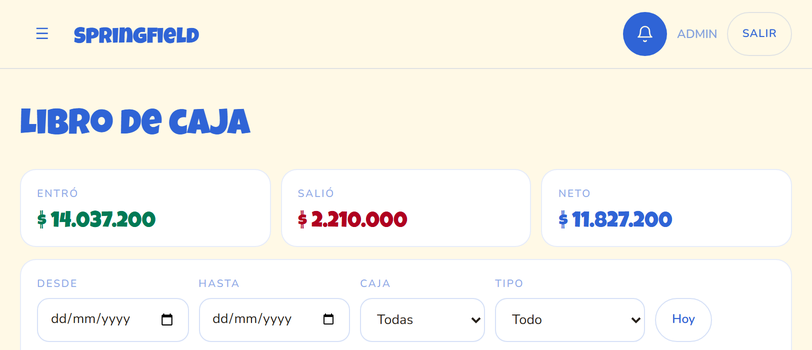 ☰ SPRINGFIELD ADMIN SALIR
LIBRO DE CAJA
ENTRÓ SALIÓ NETO
$ 14.037.200 $ 2.210.000 $ 11.827.200
DESDE HASTA CAJA TIPO
dd/mm/yyyy dd/mm/yyyy Todas Todo Hoy